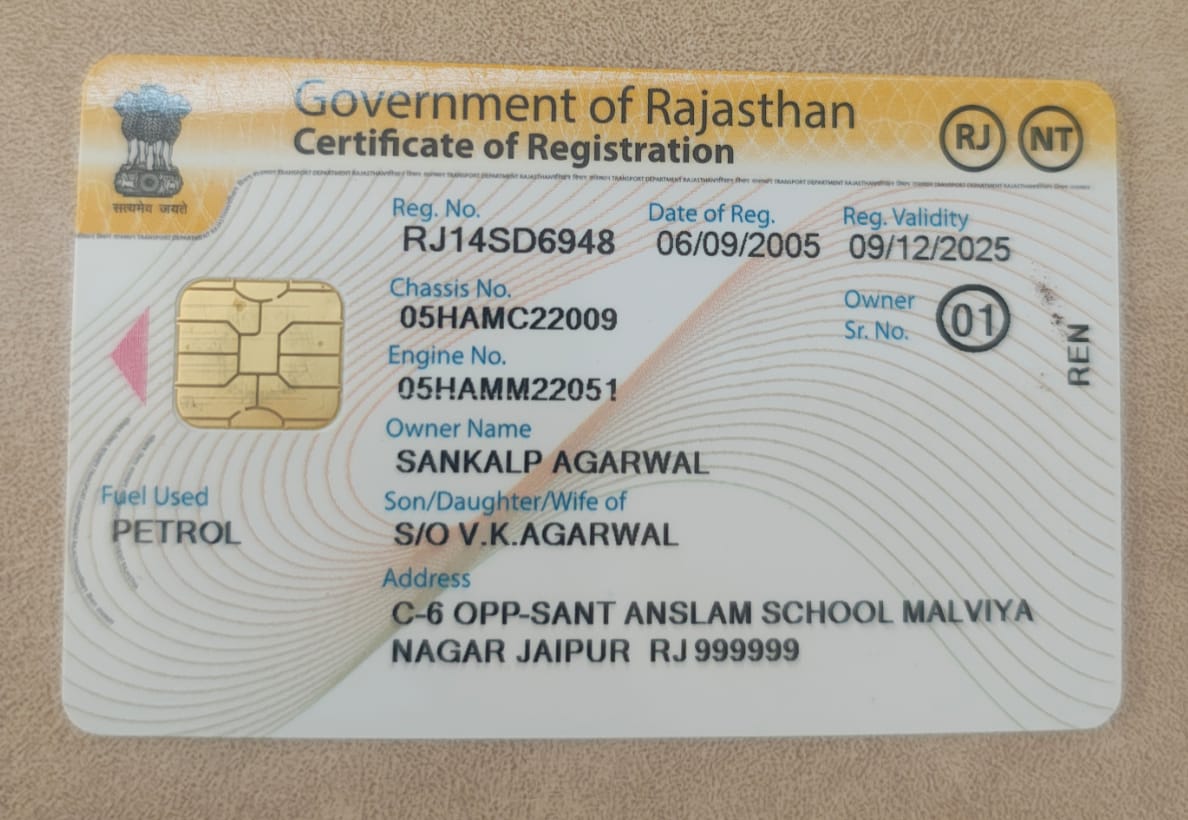 Government of Rajasthan
Certificate of Registration
RJ NT
सत्यमेव जयते
Reg. No. Date of Reg. Reg. Validity
RJ14SD6948 06/09/2005 09/12/2025
Chassis No.
05HAMC22009
Owner
Sr. No. 01
REN
Engine No.
05HAMM22051
Owner Name
SANKALP AGARWAL
Fuel Used
PETROL
Son/Daughter/Wife of
S/O V.K.AGARWAL
Address
C-6 OPP-SANT ANSLAM SCHOOL MALVIYA
NAGAR JAIPUR RJ 999999